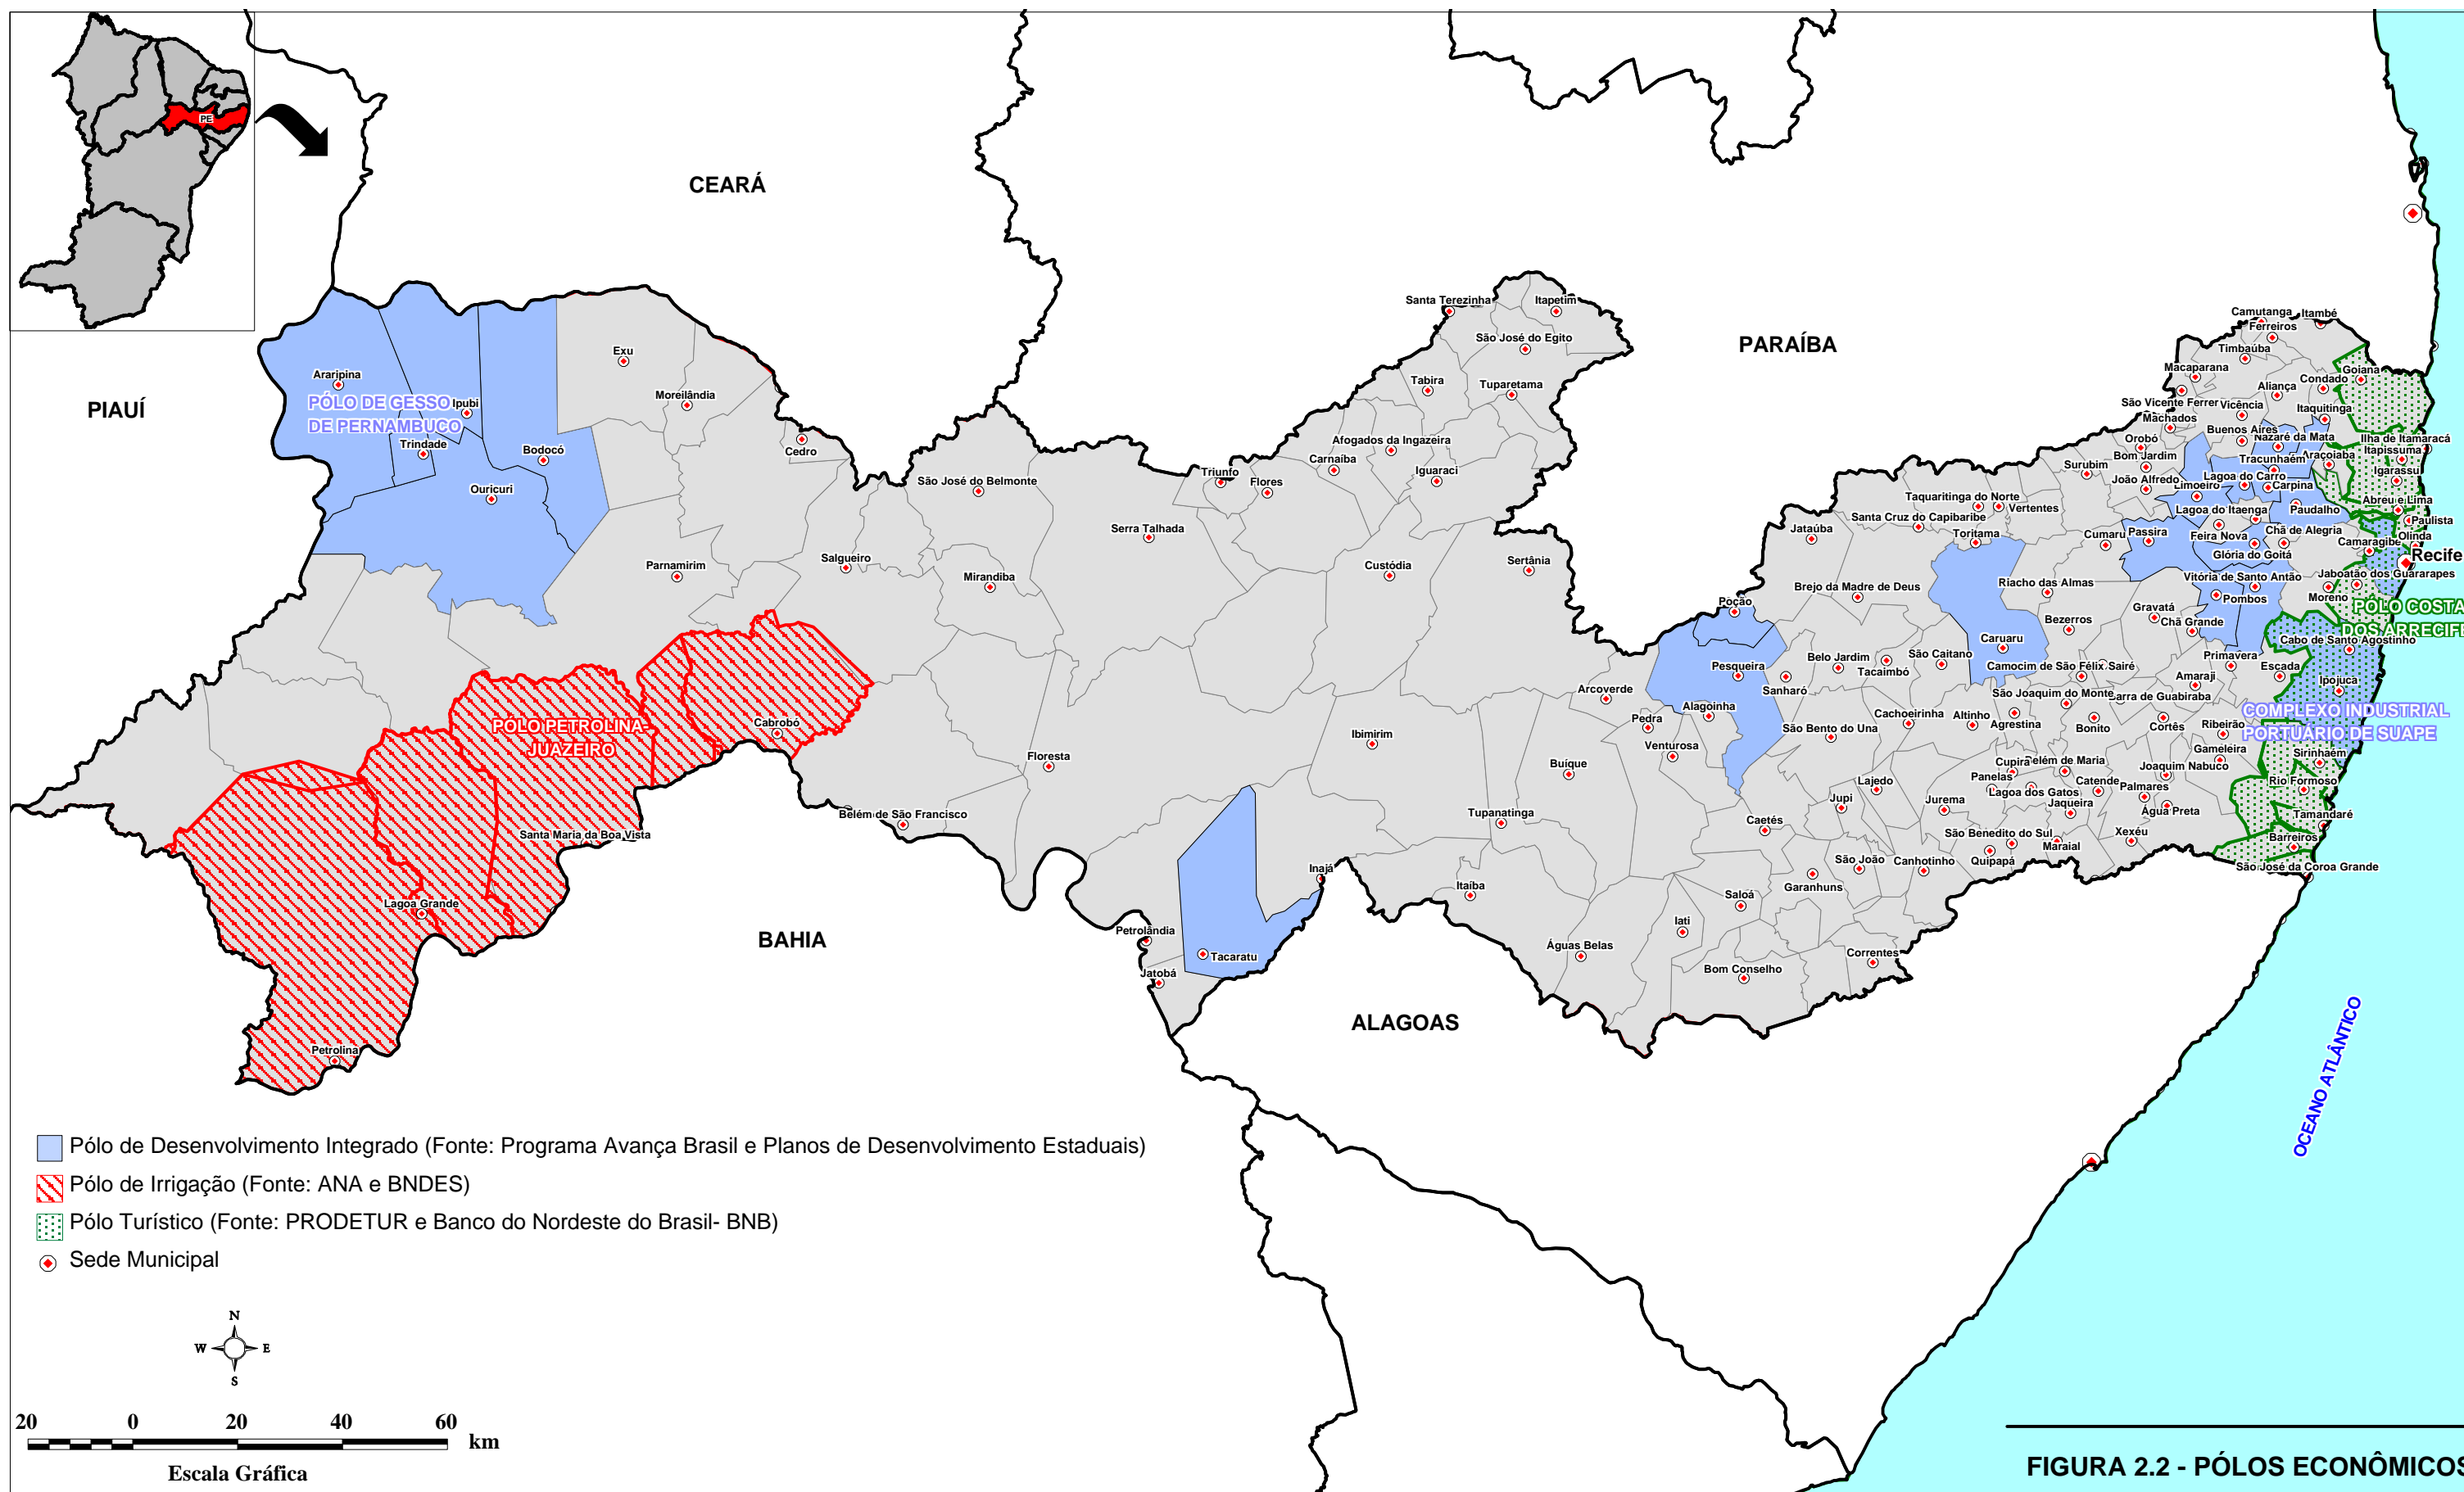 PE
CEARÁ
PIAUÍ
PARAÍBA
BAHIA
ALAGOAS
Santa Terezinha
Itapetim
São José do Egito
Camutanga
Itambé
Ferreiros
Timbaúba
Exu
Araripina
Macaparana
Goiana
Condado
Aliança
Tabira
Tuparetama
Moreilândia
PÓLO DE GESSO
DE PERNAMBUCO
Ipubi
São Vicente Ferrer
Vicência
Itaquitinga
Machados
Buenos Aires
Nazaré da Mata
Ilha de Itamaracá
Itapissuma
Trindade
Bodocó
Cedro
Afogados da Ingazeira
Carnaíba
Iguaraci
Orobó
Bom Jardim
Tracunhaém
Araçoiaba
Igarassu
Surubim
João Alfredo
Limoeiro
Lagoa do Carro
Carpina
Ouricuri
São José do Belmonte
Triunfo
Flores
Taquaritinga do Norte
Vertentes
Abreu e Lima
Paudalho
Paulista
Santa Cruz do Capibaribe
Lagoa do Itaenga
Chã de Alegria
Serra Talhada
Jataúba
Toritama
Cumaru
Passira
Feira Nova
Camaragibe
Olinda
Glória do Goitá
Recife
Parnamirim
Salgueiro
Mirandiba
Custódia
Sertânia
Brejo da Madre de Deus
Riacho das Almas
Vitória de Santo Antão
Jaboatão dos Guararapes
Pombos
Moreno
Poção
Gravatá
Chã Grande
Bezerros
PÓLO COSTA
DOS ARRECIFE
Caruaru
Cabo de Santo Agostinho
Pesqueira
Belo Jardim
Tacaimbó
São Caitano
Camocim de São Félix
Sairé
Primavera
Escada
Sanharó
Amaraji
Ipojuca
Arcoverde
São Joaquim do Monte
Barra de Guabiraba
COMPLEXO INDUSTRIAL
PORTUÁRIO DE SUAPE
PÓLO PETROLINA-
JUAZEIRO
Cabrobó
Alagoinha
Pedra
Cachoeirinha
Altinho
Agrestina
Bonito
Cortês
Ribeirão
São Bento do Una
Ibimirim
Venturosa
Gameleira
Sirinhaém
Floresta
Buíque
Cupira
Belém de Maria
Joaquim Nabuco
Panelas
Lagoa dos Gatos
Catende
Rio Formoso
Lajedo
Jupi
Jurema
Jaqueira
Palmares
Água Preta
Tamandaré
Belém de São Francisco
Santa Maria da Boa Vista
Tupanatinga
Caetés
São Benedito do Sul
Xexéu
Barreiros
Maraial
Quipapá
São José da Coroa Grande
Inajá
São João
Canhotinho
Garanhuns
Itaíba
Saloá
Lagoa Grande
Iati
Petrolândia
Tacaratu
Águas Belas
Correntes
Bom Conselho
Jatobá
Petrolina
OCEANO ATLÂNTICO
Pólo de Desenvolvimento Integrado (Fonte: Programa Avança Brasil e Planos de Desenvolvimento Estaduais)
Pólo de Irrigação (Fonte: ANA e BNDES)
Pólo Turístico (Fonte: PRODETUR e Banco do Nordeste do Brasil- BNB)
Sede Municipal
N
W E
S
20 0 20 40 60
km
Escala Gráfica
FIGURA 2.2 - PÓLOS ECONÔMICOS